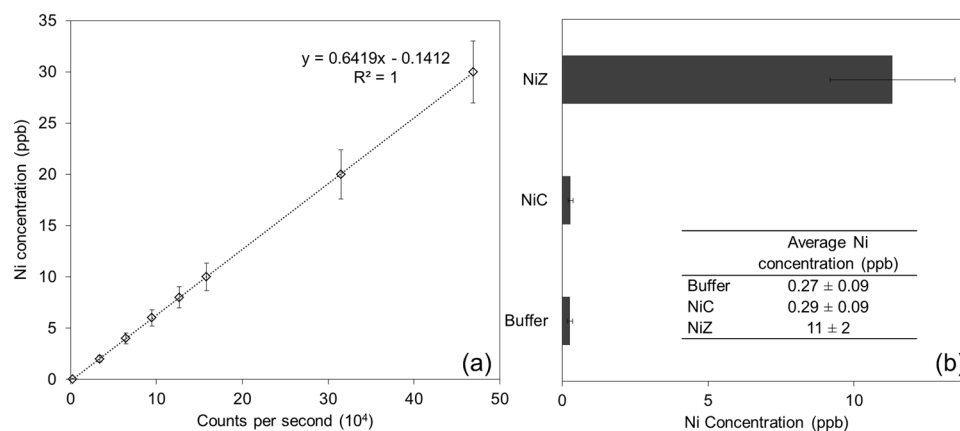 35
30
25
20
15
10
5
0
Ni concentration (ppb)
y = 0.6419x - 0.1412
R² = 1
0 10 20 30 40 50
Counts per second (10⁴)
(a)
NiZ
NiC
Buffer
Average Ni
concentration (ppb)
Buffer 0.27 ± 0.09
NiC 0.29 ± 0.09
NiZ 11 ± 2
(b)
0 5 10
Ni Concentration (ppb)